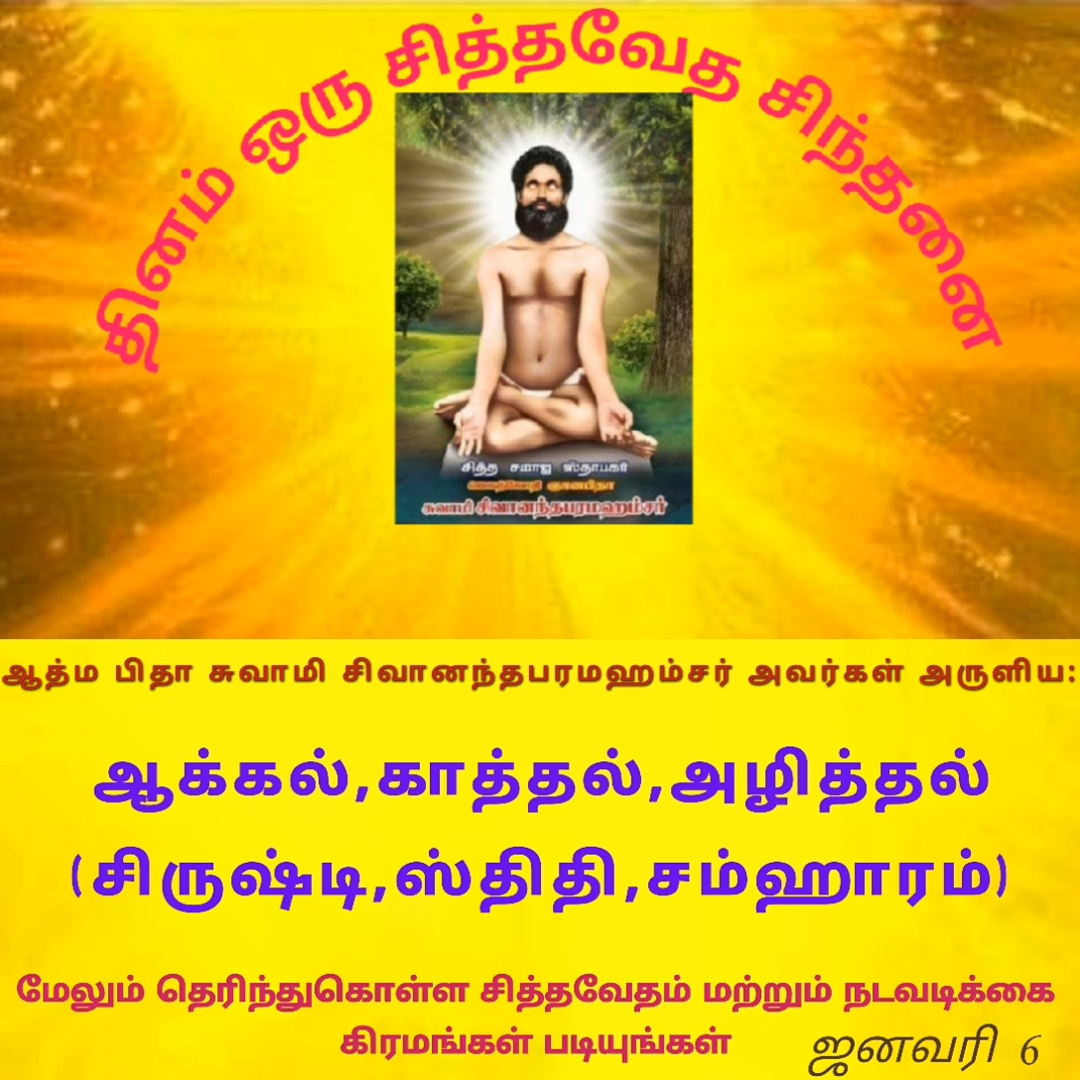 தினம் ஒரு சித்தவேத சிந்தனை
சித்த சமாஜ ஸ்தாபகர்
ஞானபிதா
சுவாமி சிவானந்தபரமஹம்சர்
ஆத்ம பிதா சுவாமி சிவானந்தபரமஹம்சர் அவர்கள் அருளிய:
ஆக்கல்,காத்தல்,அழித்தல்
(சிருஷ்டி,ஸ்திதி,சம்ஹாரம்)
மேலும் தெரிந்துகொள்ள சித்தவேதம் மற்றும் நடவடிக்கை
கிரமங்கள் படியுங்கள்
ஜனவரி 6